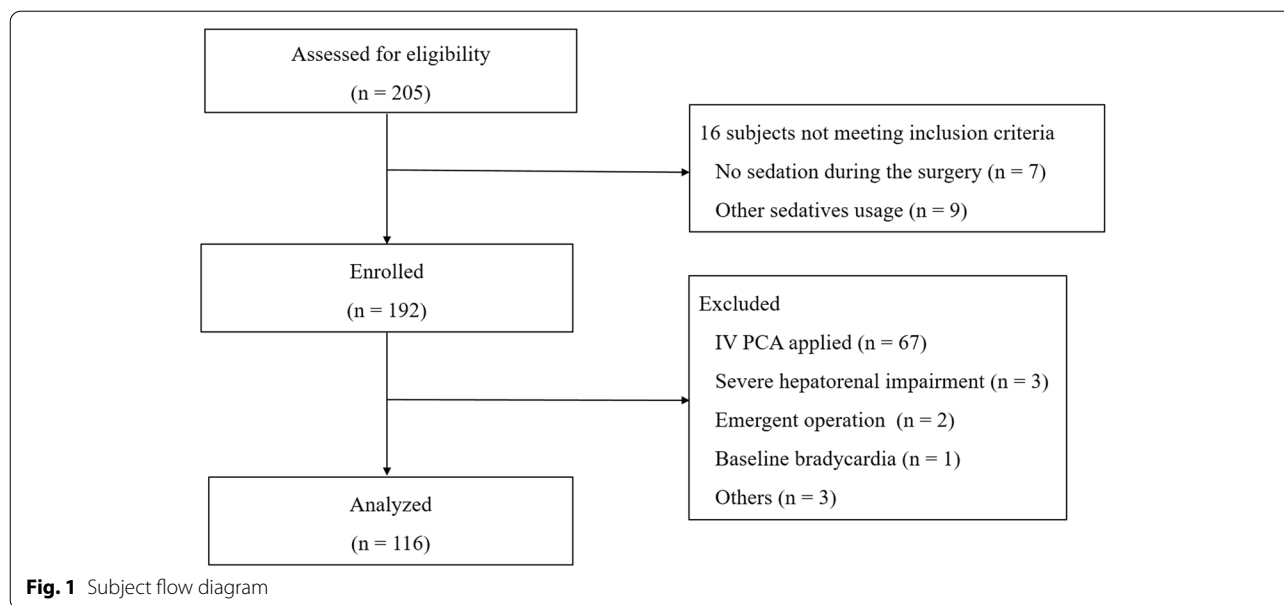 Assessed for eligibility
(n = 205)
16 subjects not meeting inclusion criteria
No sedation during the surgery (n = 7)
Other sedatives usage (n = 9)
Enrolled
(n = 192)
Excluded
IV PCA applied (n = 67)
Severe hepatorenal impairment (n = 3)
Emergent operation (n = 2)
Baseline bradycardia (n = 1)
Others (n = 3)
Analyzed
(n = 116)
Fig. 1 Subject flow diagram